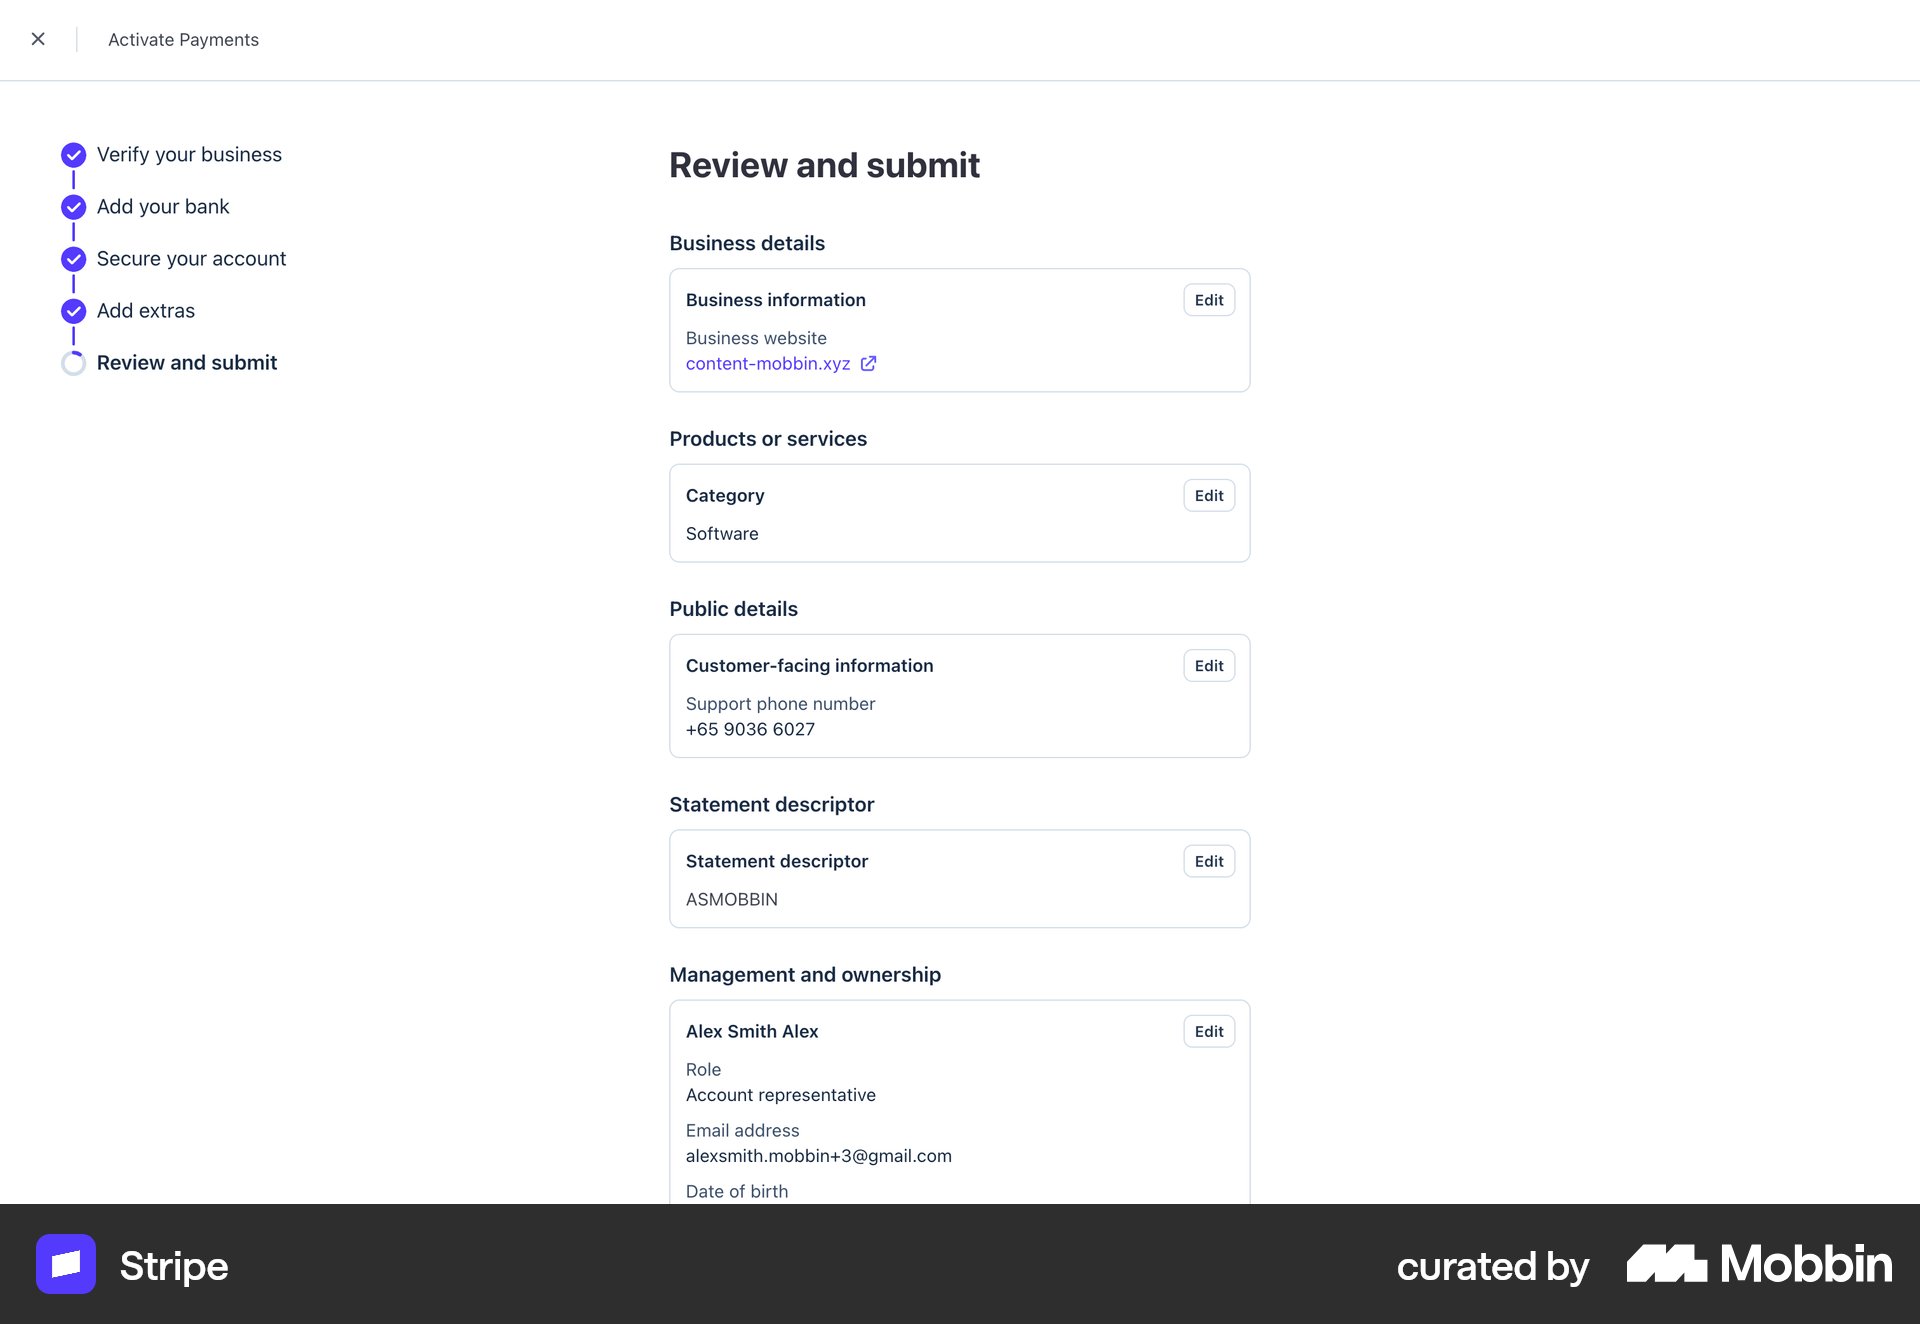 Activate Payments
Verify your business
Add your bank
Secure your account
Add extras
Review and submit
Review and submit
Business details
Business information
Edit
Business website
content-mobbin.xyz
Products or services
Category
Edit
Software
Public details
Customer-facing information
Edit
Support phone number
+65 9036 6027
Statement descriptor
Statement descriptor
Edit
ASMOBBIN
Management and ownership
Alex Smith Alex
Edit
Role
Account representative
Email address
alexsmith.mobbin+3@gmail.com
Date of birth
Stripe
curated by
Mobbin